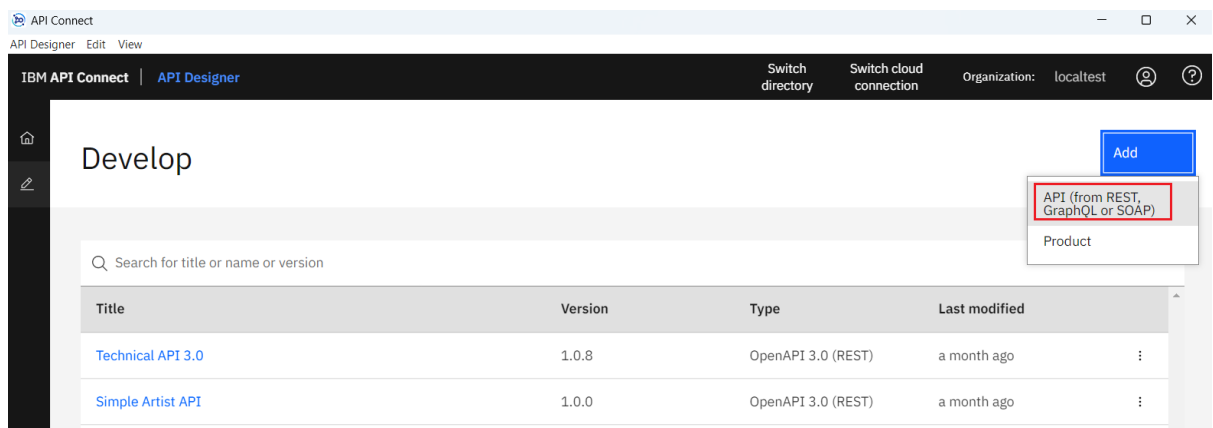 API Connect
API Designer Edit View
IBM API Connect | API Designer
Switch directory
Switch cloud connection
Organization: localtest
Develop
Add
API (from REST,
GraphQL or SOAP)
Product
Search for title or name or version
Title Version Type Last modified
Technical API 3.0 1.0.8 OpenAPI 3.0 (REST) a month ago
Simple Artist API 1.0.0 OpenAPI 3.0 (REST) a month ago